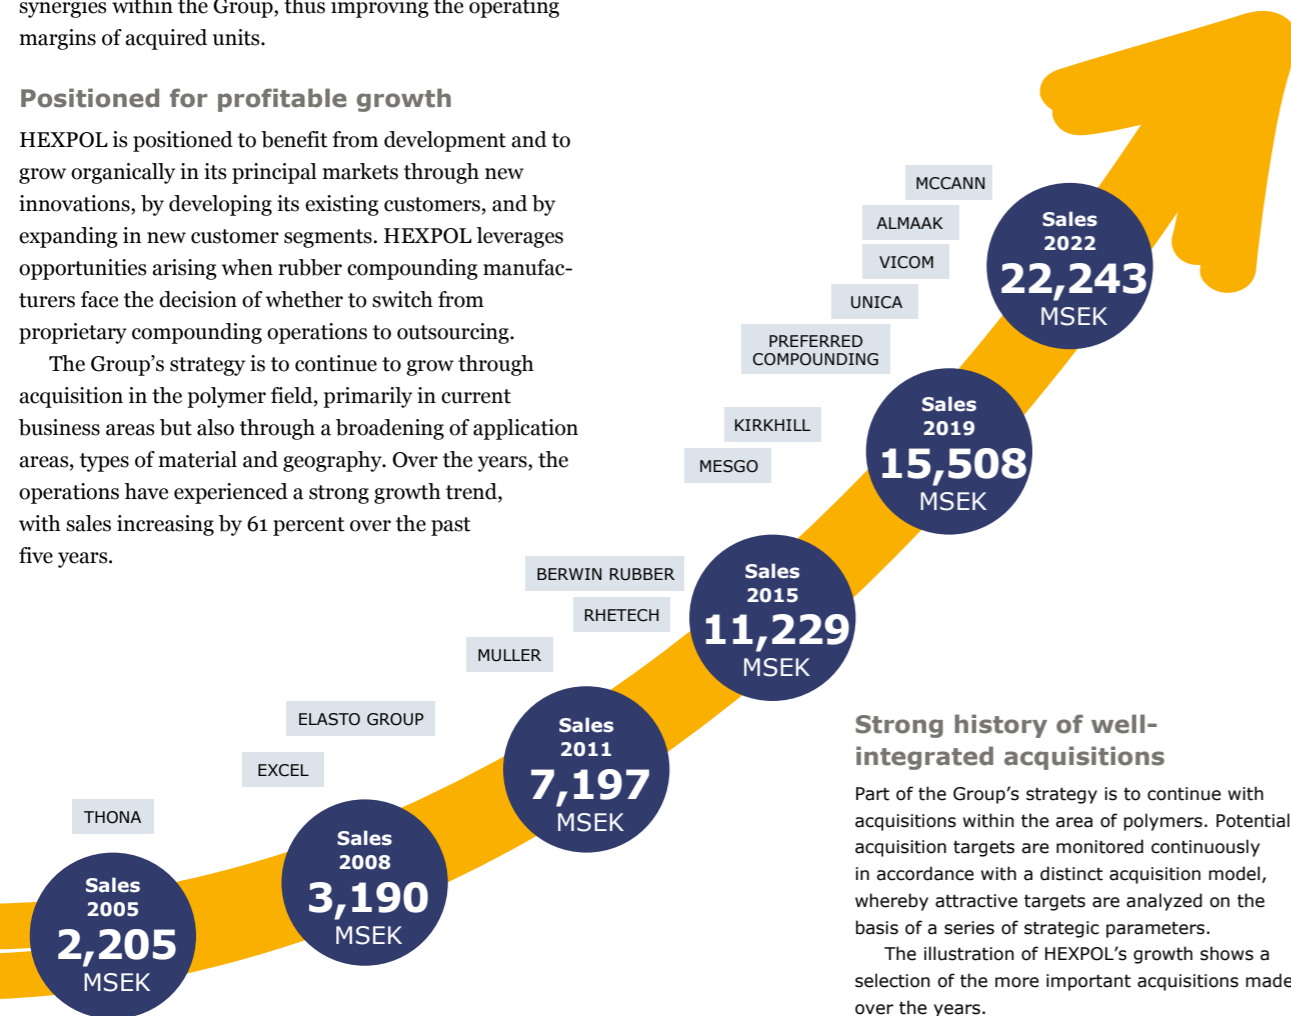 synergies within the Group, thus improving the operating
margins of acquired units.
Positioned for profitable growth
HEXPOL is positioned to benefit from development and to
grow organically in its principal markets through new
innovations, by developing its existing customers, and by
expanding in new customer segments. HEXPOL leverages
opportunities arising when rubber compounding manufac-
turers face the decision of whether to switch from
proprietary compounding operations to outsourcing.
The Group’s strategy is to continue to grow through
acquisition in the polymer field, primarily in current
business areas but also through a broadening of application
areas, types of material and geography. Over the years, the
operations have experienced a strong growth trend,
with sales increasing by 61 percent over the past
five years.
MCCANN
ALMAAK
VICOM
UNICA
PREFERRED
COMPOUNDING
KIRKHILL
MESGO
BERWIN RUBBER
RHETECH
MULLER
ELASTO GROUP
EXCEL
THONA
Sales
2022
22,243
MSEK
Sales
2019
15,508
MSEK
Sales
2015
11,229
MSEK
Sales
2011
7,197
MSEK
Sales
2008
3,190
MSEK
Sales
2005
2,205
MSEK
Strong history of well-
integrated acquisitions
Part of the Group’s strategy is to continue with
acquisitions within the area of polymers. Potential
acquisition targets are monitored continuously
in accordance with a distinct acquisition model,
whereby attractive targets are analyzed on the
basis of a series of strategic parameters.
The illustration of HEXPOL’s growth shows a
selection of the more important acquisitions made
over the years.